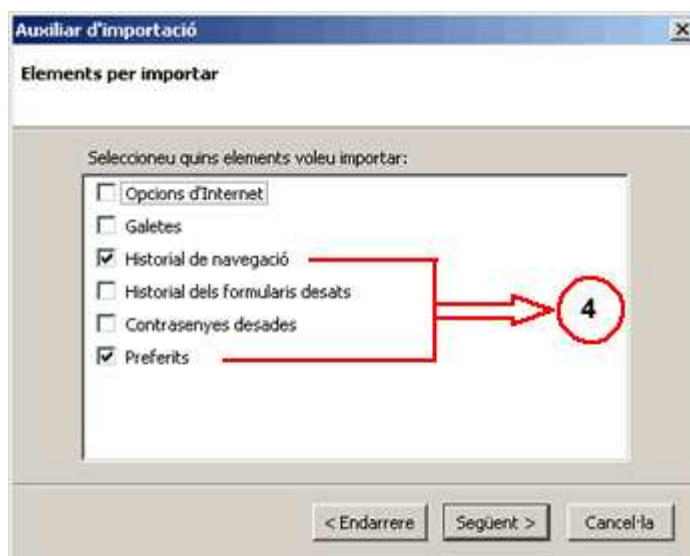 Auxiliar d'importació
Elements per importar
Seleccioneu quins elements voleu importar:
Opcions d'Internet
Galetes
Historial de navegació
Historial dels formularis desats
Contrasenyes desades
Preferits
4
< Endarrere Següent > Cancel·la